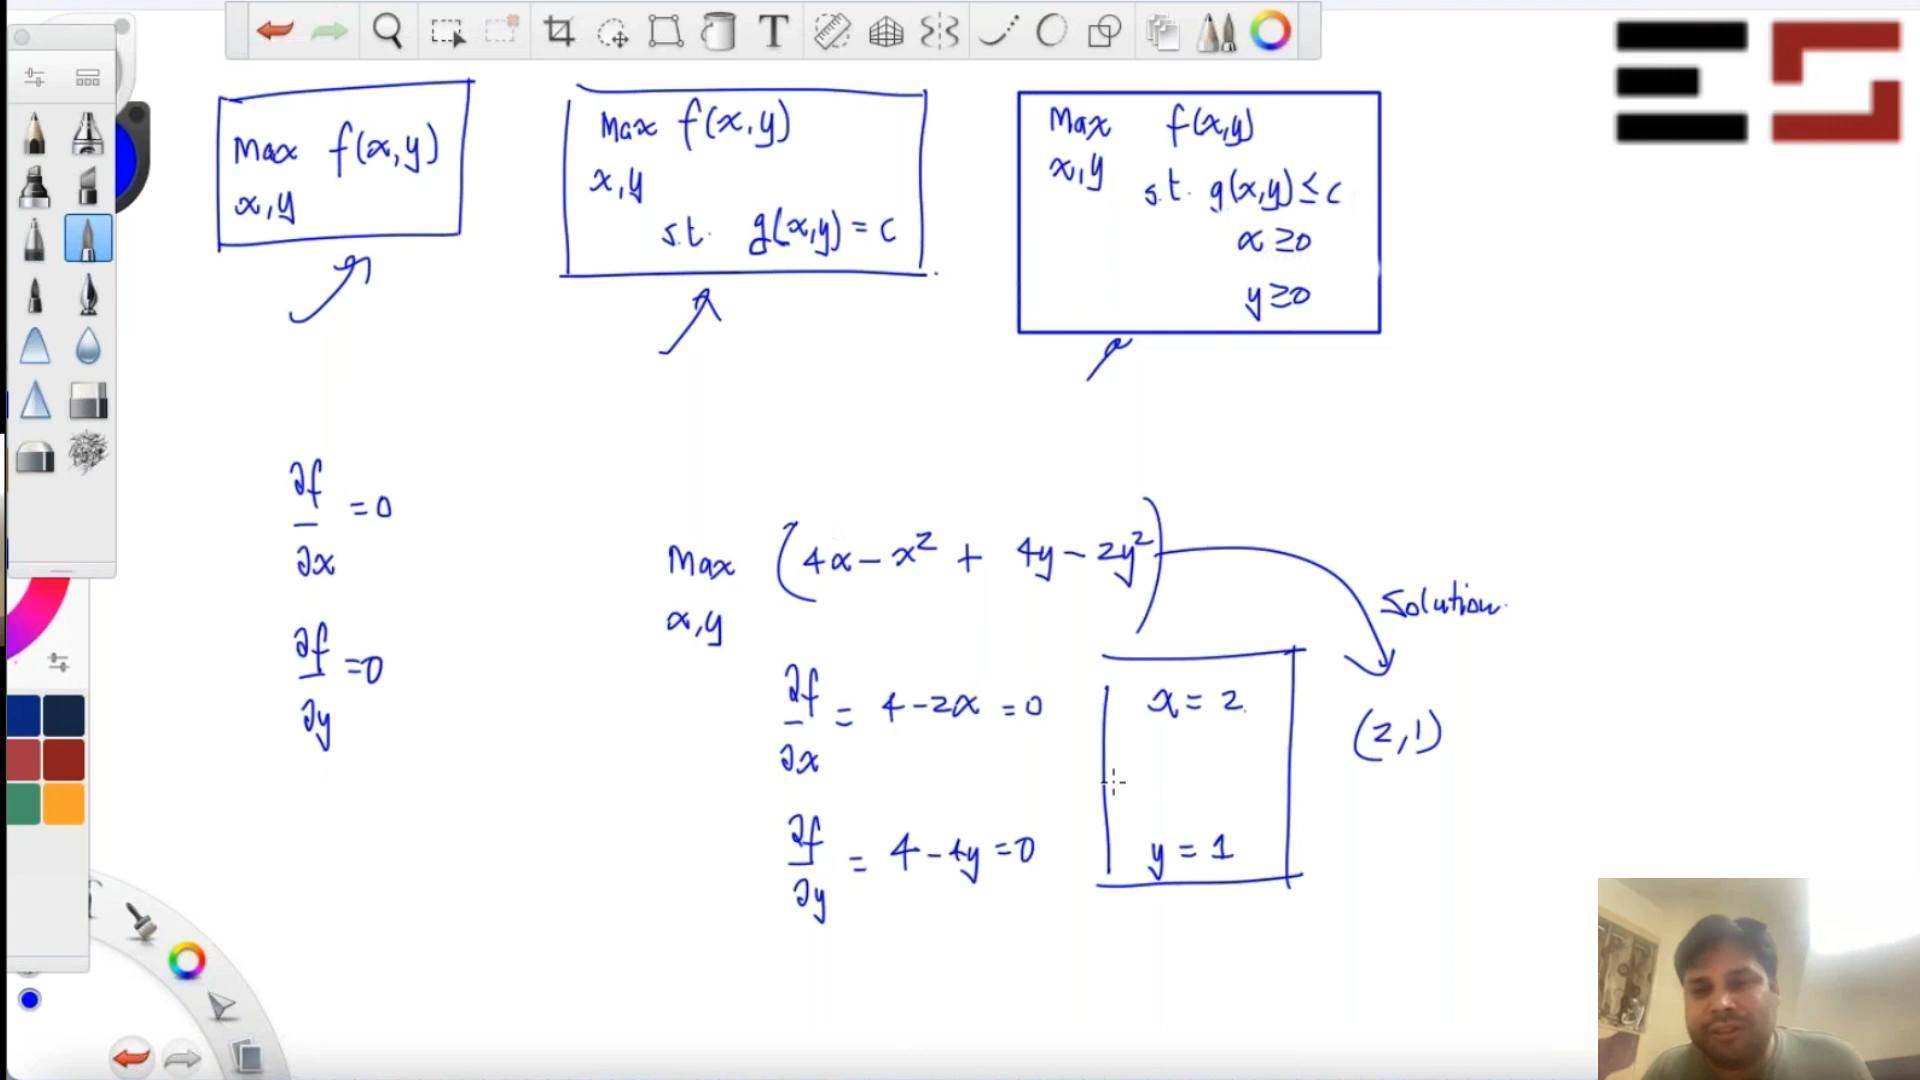 Max f(x,y)
x,y
Max f(x,y)
x,y
s.t. g(x,y) = c
Max f(x,y)
x,y s.t. g(x,y) ≤ c
x ≥0
y ≥0
∂f/∂x = 0
∂f/∂y = 0
Max (4x - x² + 4y - 2y²)
x,y
Solution.
∂f/∂x = 4 - 2x = 0
x = 2
(2,1)
∂f/∂y = 4 - 4y = 0
y = 1
T
ES